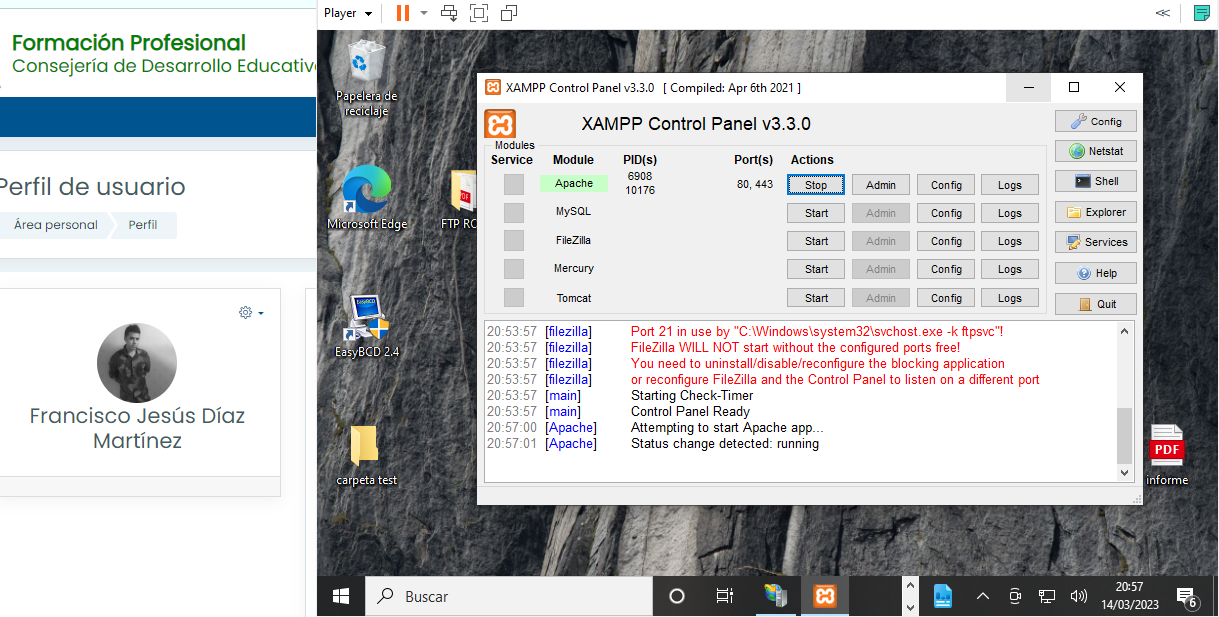 Formación Profesional
Consejería de Desarrollo Educativ
Perfil de usuario
Área personal
Perfil
Francisco Jesús Díaz
Martínez
Player
Papelera de
reciclaje
Microsoft Edge
FTP RO
EasyBCD
EasyBCD 2.4
carpeta test
XAMPP Control Panel v3.3.0 [ Compiled: Apr 6th 2021 ]
XAMPP Control Panel v3.3.0
Modules
Service Module PID(s) Port(s) Actions
Apache 6908 10176 80, 443 Stop Admin Config Logs
MySQL Start Admin Config Logs
FileZilla Start Admin Config Logs
Mercury Start Admin Config Logs
Tomcat Start Admin Config Logs
Config
Netstat
Shell
Explorer
Services
Help
Quit
20:53:57 [filezilla] Port 21 in use by "C:\Windows\system32\svchost.exe -k ftpsvc"!
20:53:57 [filezilla] FileZilla WILL NOT start without the configured ports free!
20:53:57 [filezilla] You need to uninstall/disable/reconfigure the blocking application
20:53:57 [filezilla] or reconfigure FileZilla and the Control Panel to listen on a different port
20:53:57 [main] Starting Check-Timer
20:53:57 [main] Control Panel Ready
20:57:00 [Apache] Attempting to start Apache app...
20:57:01 [Apache] Status change detected: running
PDF
informe
Buscar
20:57
14/03/2023
6